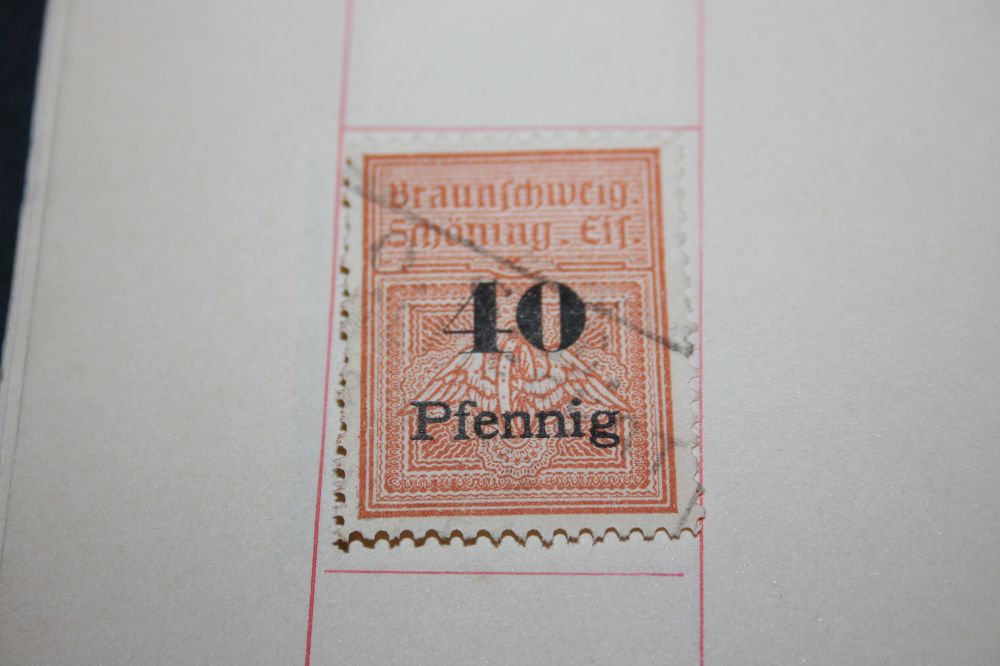 Braunſchweig.
Schöning. Eiſ.
40
Pfennig